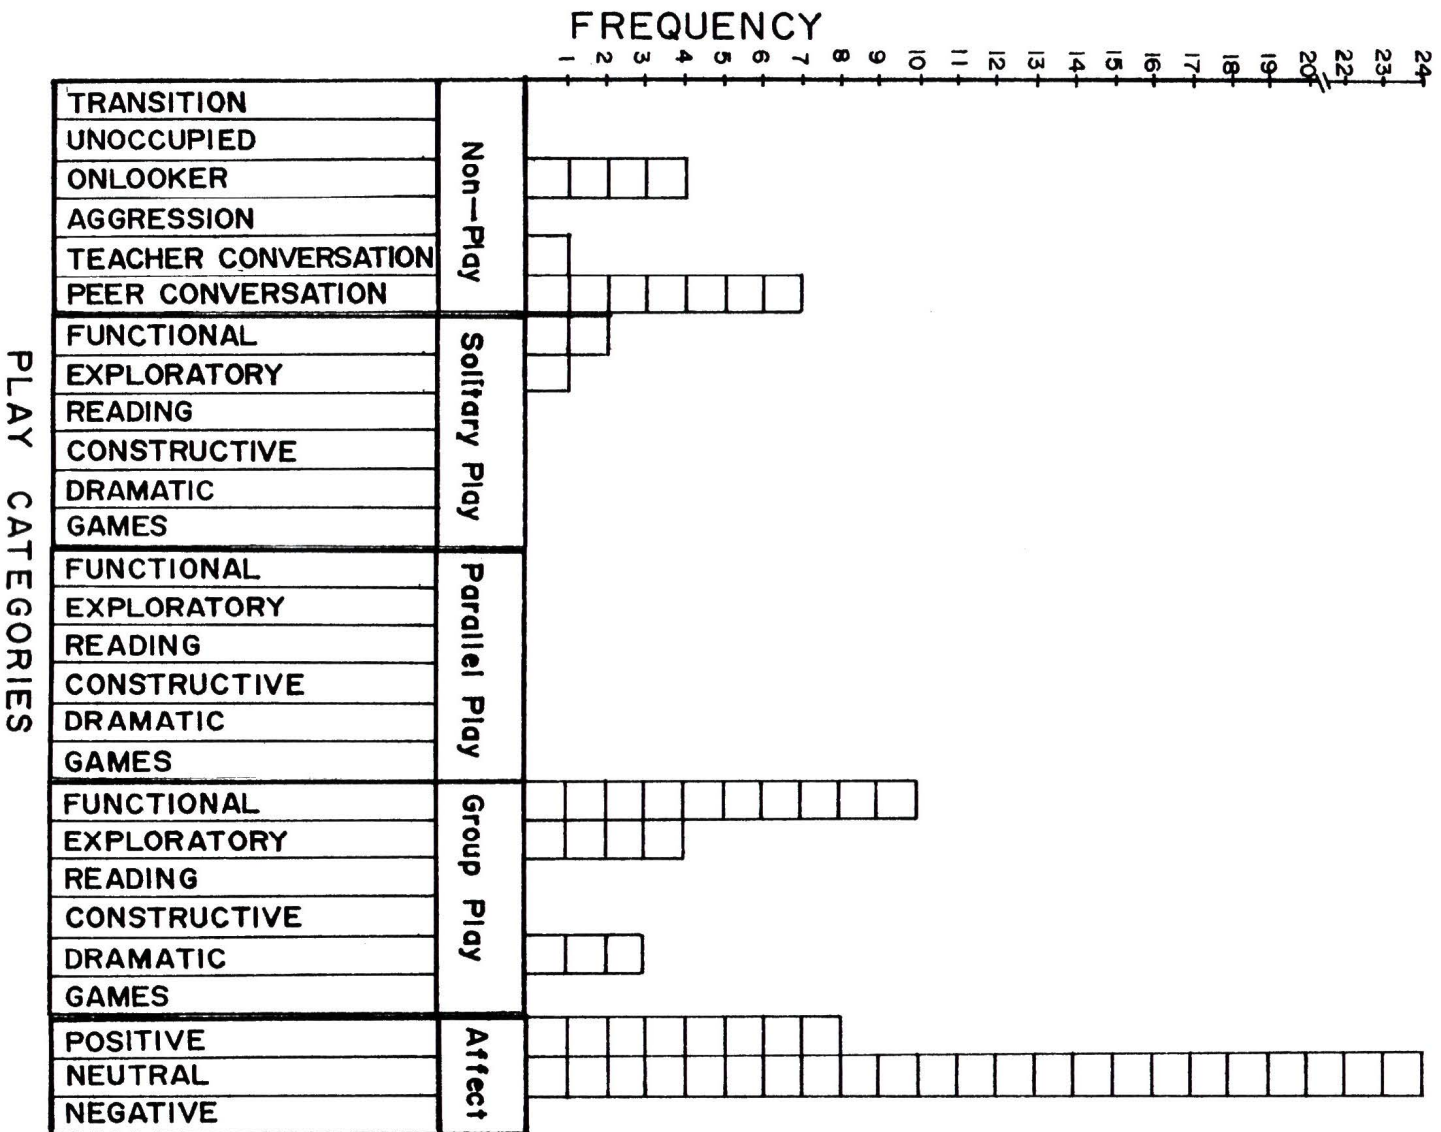 FREQUENCY
1 2 3 4 5 6 7 8 9 10 11 12 13 14 15 16 17 18 19 20 22 23 24
PLAY CATEGORIES
Non-Play
TRANSITION
UNOCCUPIED
ONLOOKER
AGGRESSION
TEACHER CONVERSATION
PEER CONVERSATION
Solitary Play
FUNCTIONAL
EXPLORATORY
READING
CONSTRUCTIVE
DRAMATIC
GAMES
Parallel Play
FUNCTIONAL
EXPLORATORY
READING
CONSTRUCTIVE
DRAMATIC
GAMES
Group Play
FUNCTIONAL
EXPLORATORY
READING
CONSTRUCTIVE
DRAMATIC
GAMES
Affect
POSITIVE
NEUTRAL
NEGATIVE